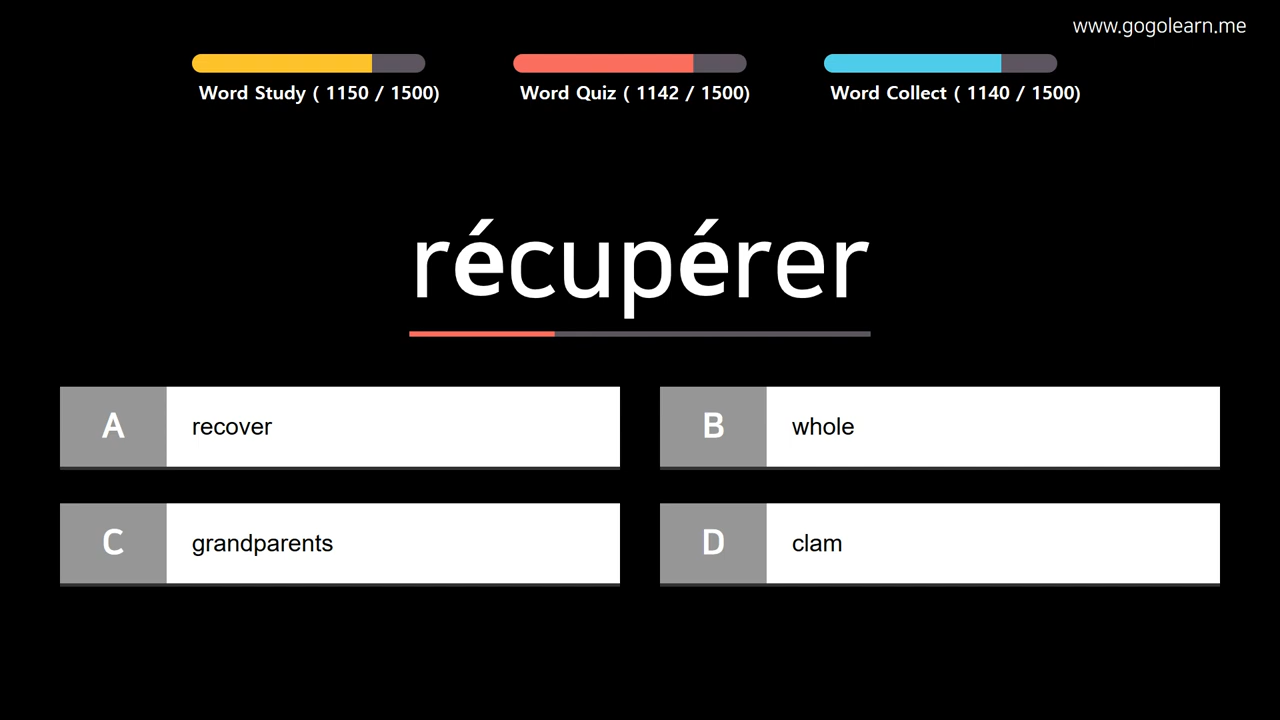 www.gogolearn.me
Word Study ( 1150 / 1500)
Word Quiz ( 1142 / 1500)
Word Collect ( 1140 / 1500)
récupérer
A recover
B whole
C grandparents
D clam